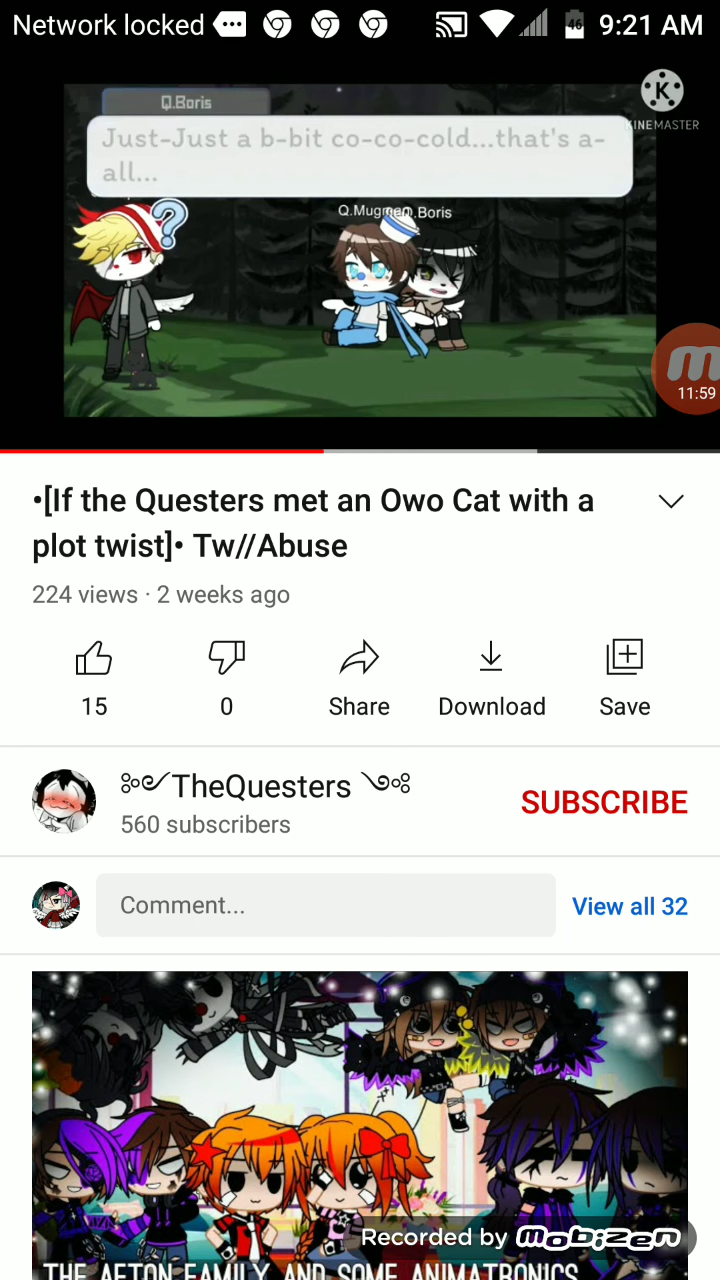 Network locked
46
9:21 AM
Q.Boris
K
KINEMASTER
Just-Just a b-bit co-co-cold...that's a-
all...
?
Q.Mugman Q.Boris
m
11:59
•[If the Questers met an Owo Cat with a
plot twist]• Tw//Abuse
224 views · 2 weeks ago
15
0
Share
Download
Save
༻TheQuesters ༺
560 subscribers
SUBSCRIBE
Comment...
View all 32
Recorded by mobizen
THE AFTON FAMILY AND SOME ANIMATRONICS